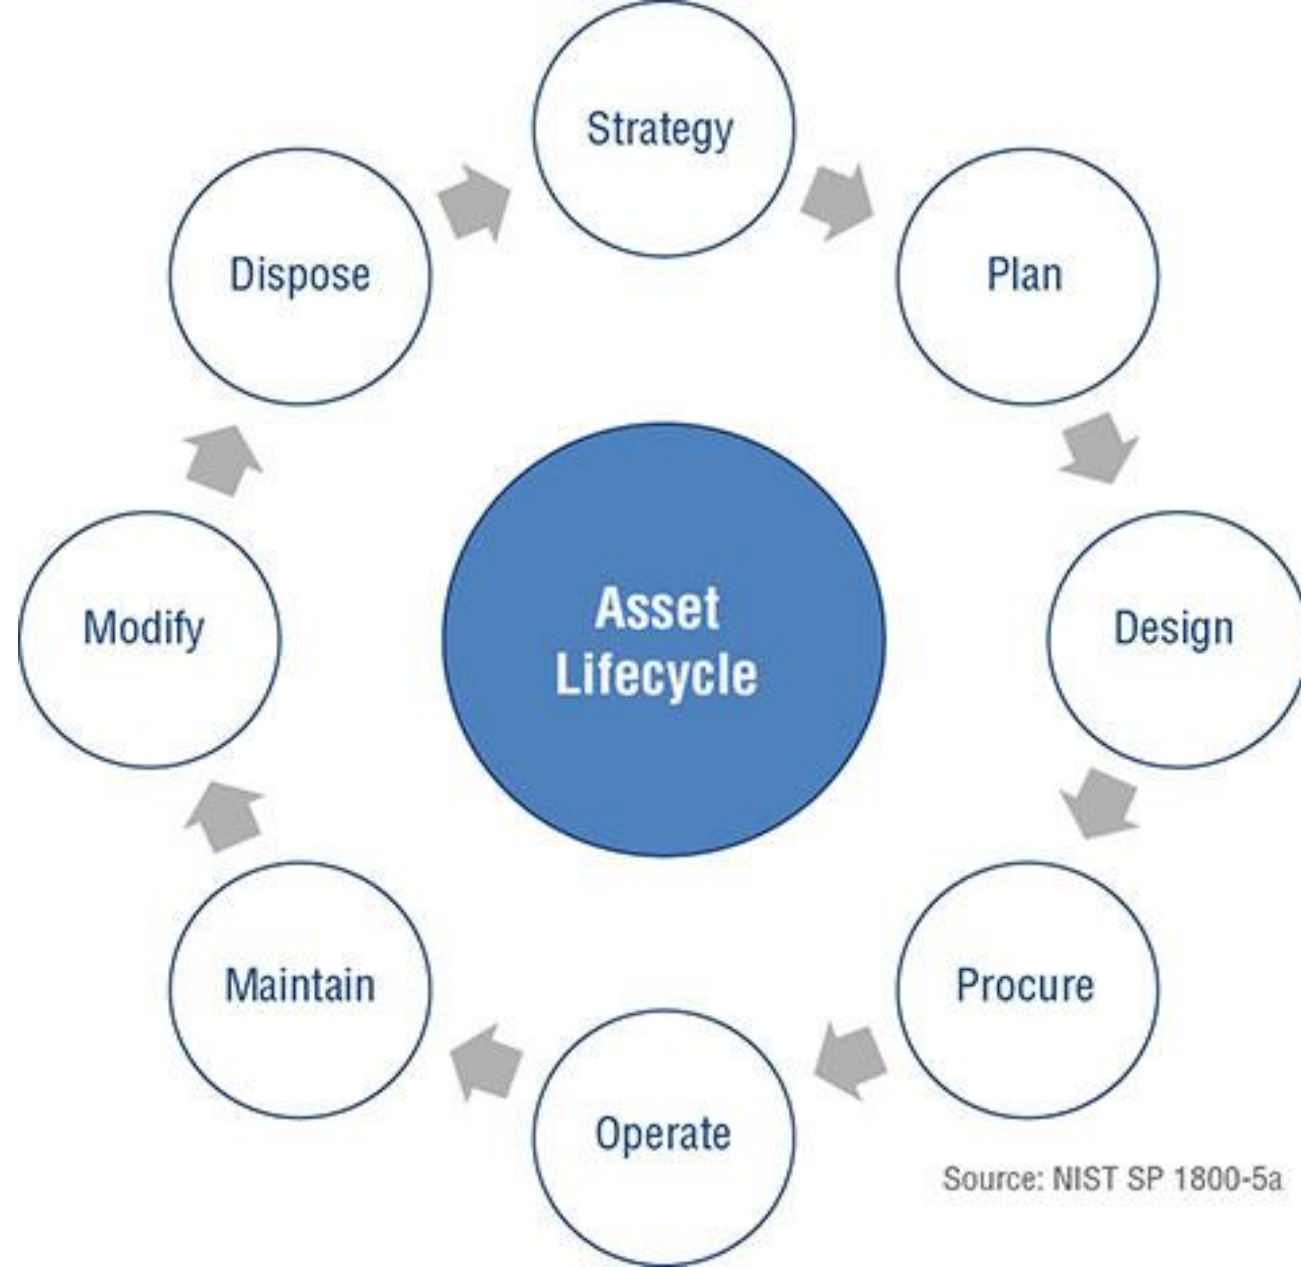 Strategy
Plan
Design
Procure
Operate
Maintain
Modify
Dispose
Asset
Lifecycle
Source: NIST SP 1800-5a